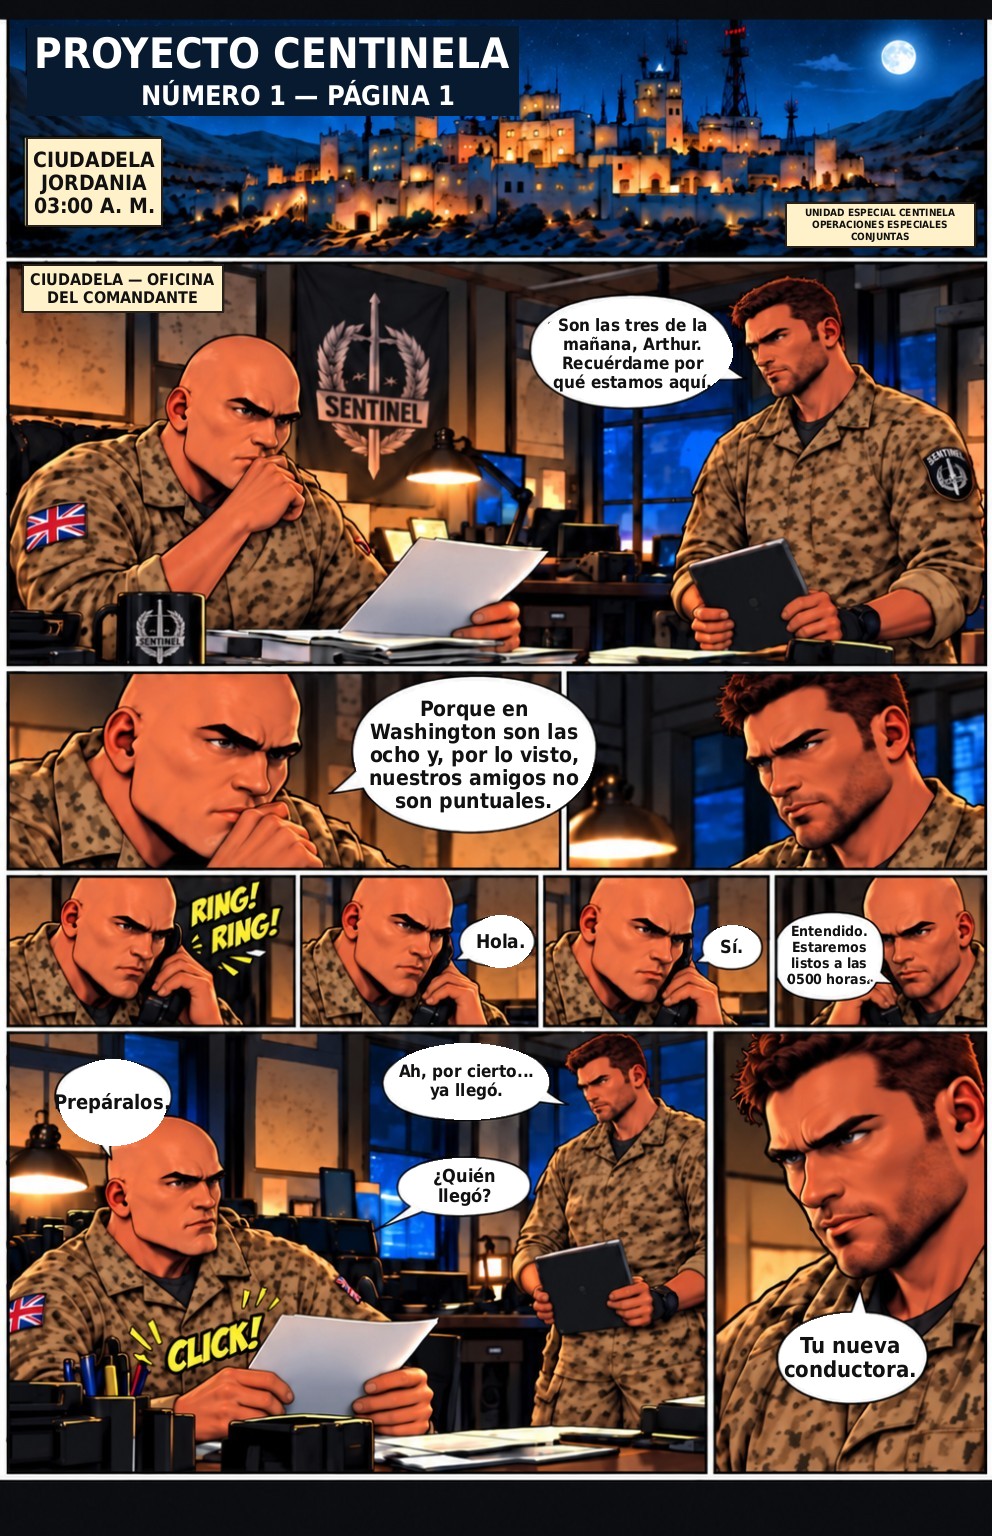 PROYECTO CENTINELA
NÚMERO 1 — PÁGINA 1
CIUDADELA
JORDANIA
03:00 A. M.
UNIDAD ESPECIAL CENTINELA
OPERACIONES ESPECIALES
CONJUNTAS
CIUDADELA — OFICINA
DEL COMANDANTE
Son las tres de la
mañana, Arthur.
Recuérdame por
qué estamos aquí.
SENTINEL
SENTINEL
SENTINEL
Porque en
Washington son las
ocho y, por lo visto,
nuestros amigos no
son puntuales.
RING!
RING!
Hola.
Sí.
Entendido.
Estaremos
listos a las
0500 horas.
Prepáralos.
Ah, por cierto...
ya llegó.
¿Quién
llegó?
CLICK!
Tu nueva
conductora.